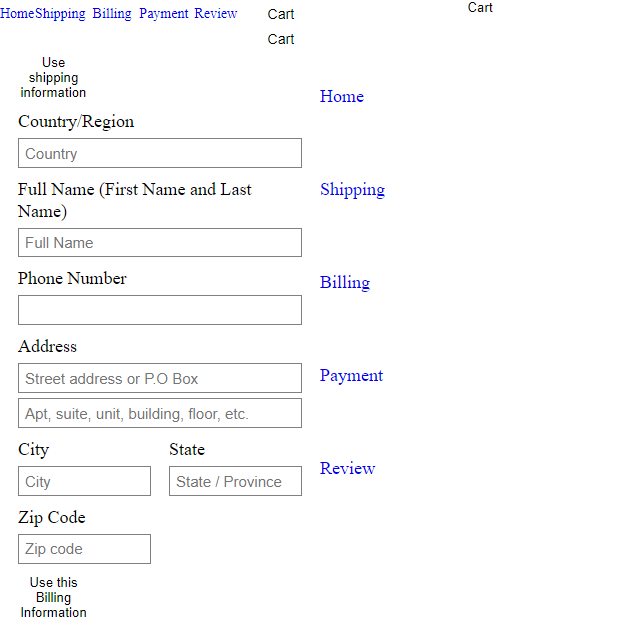 HomeShipping Billing Payment Review Cart Cart
Cart
Use
shipping
information
Home
Country/Region
Country
Shipping
Full Name (First Name and Last
Name)
Full Name
Phone Number
Billing
Address
Street address or P.O Box
Payment
Apt, suite, unit, building, floor, etc.
City State
City State / Province
Review
Zip Code
Zip code
Use this
Billing
Information